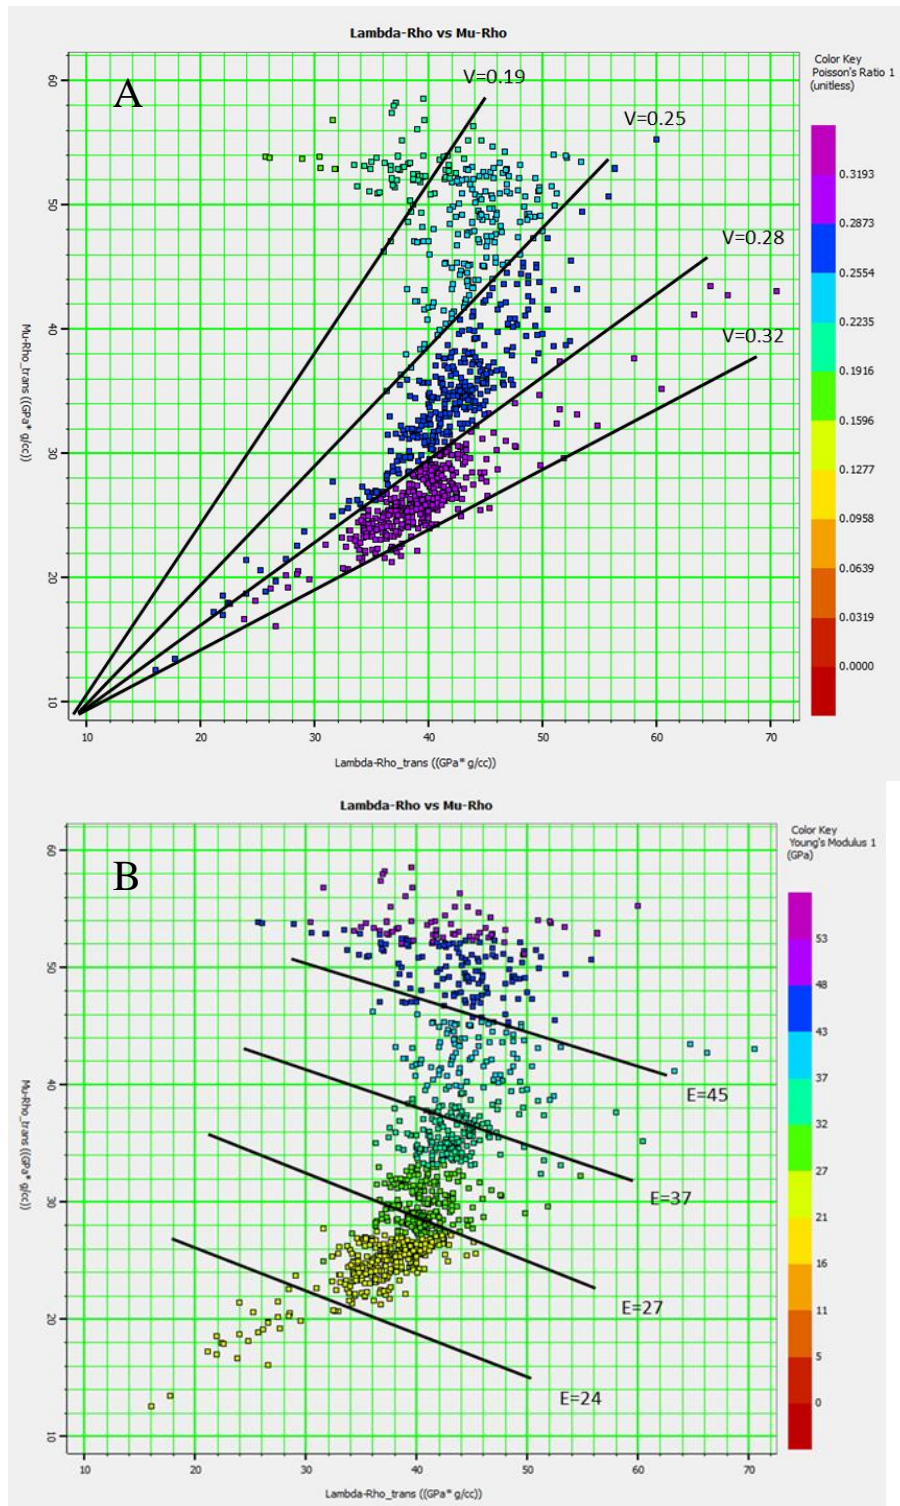 Lambda-Rho vs Mu-Rho
A
V=0.19
V=0.25
V=0.28
V=0.32
60
50
40
30
20
10
Mu-Rho_trans ((GPa* g/cc))
10 20 30 40 50 60 70
Lambda-Rho_trans ((GPa* g/cc))
Color Key
Poisson's Ratio 1
(unitless)
0.3193
0.2873
0.2554
0.2235
0.1916
0.1596
0.1277
0.0958
0.0639
0.0319
0.0000
Lambda-Rho vs Mu-Rho
B
E=45
E=37
E=27
E=24
60
50
40
30
20
10
Mu-Rho_trans ((GPa* g/cc))
10 20 30 40 50 60 70
Lambda-Rho_trans ((GPa* g/cc))
Color Key
Young's Modulus 1
(GPa)
53
48
43
37
32
27
21
16
11
5
0